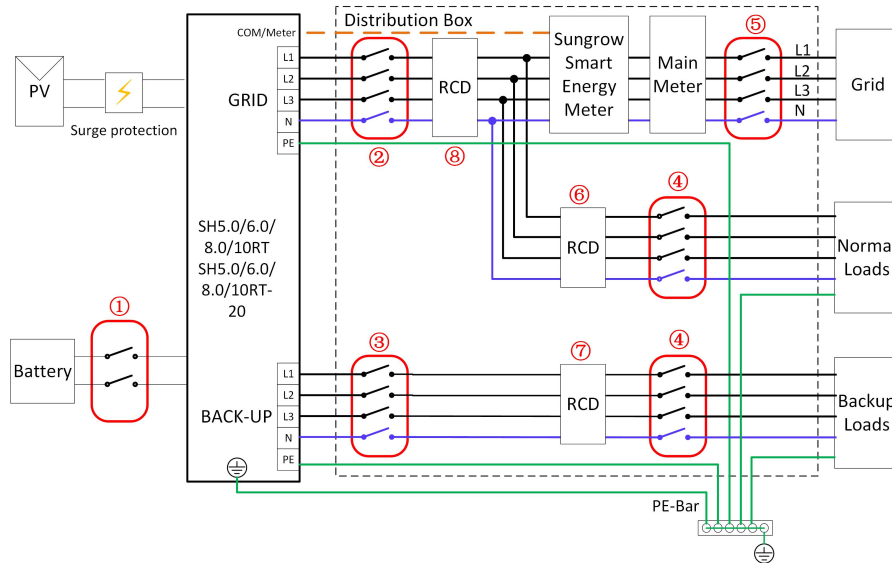 Distribution Box
COM/Meter
L1
L2
L3
N
PE
GRID
PV
Surge protection
②
RCD
⑧
Sungrow
Smart
Energy
Meter
Main
Meter
⑤
L1
L2
L3
N
Grid
SH5.0/6.0/
8.0/10RT
SH5.0/6.0/
8.0/10RT-
20
⑥
RCD
④
Normal
Loads
①
Battery
③
L1
L2
L3
N
PE
BACK-UP
⑦
RCD
④
Backup
Loads
PE-Bar